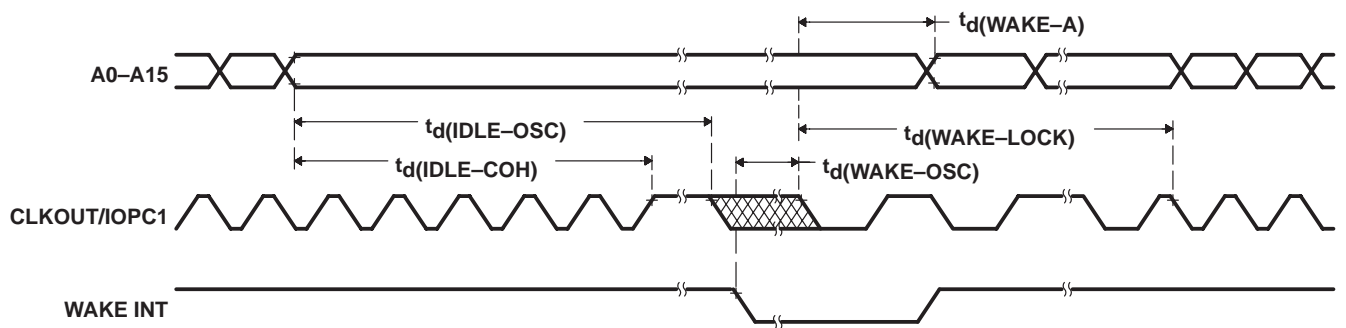 td(WAKE–A)
A0–A15
td(IDLE–OSC)
td(WAKE–LOCK)
td(IDLE–COH)
td(WAKE–OSC)
CLKOUT/IOPC1
WAKE INT